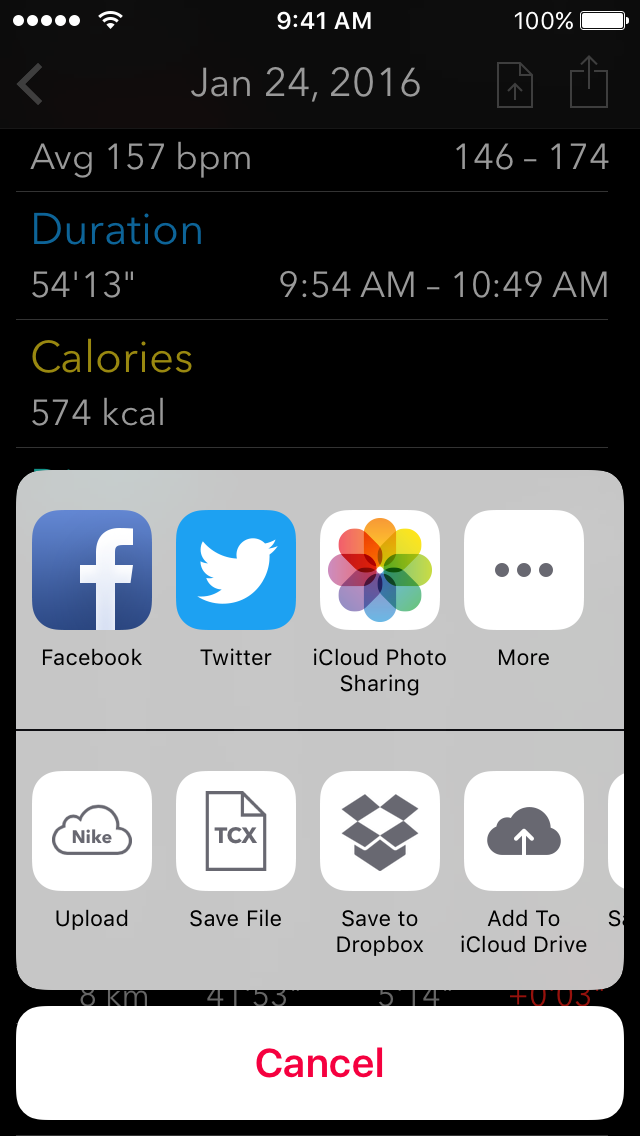 9:41 AM
100%
Jan 24, 2016
Avg 157 bpm 146 – 174
Duration
54'13" 9:54 AM – 10:49 AM
Calories
574 kcal
Facebook Twitter iCloud Photo Sharing More
Nike TCX
Upload Save File Save to Dropbox Add To iCloud Drive
8 km 41'53" 5'14" +0'03"
Cancel